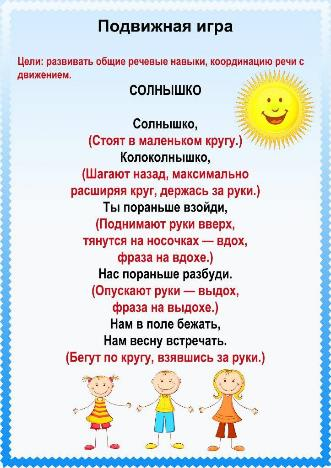 Подвижная игра
Цели: развивать общие речевые навыки, координацию речи с
движением.
СОЛНЫШКО
Солнышко,
(Стоят в маленьком кругу.)
Колоколнышко,
(Шагают назад, максимально
расширяя круг, держась за руки.)
Ты пораньше взойди,
(Поднимают руки вверх,
тянутся на носочках — вдох,
фраза на вдохе.)
Нас пораньше разбуди.
(Опускают руки — выдох,
фраза на выдохе.)
Нам в поле бежать,
Нам весну встречать.
(Бегут по кругу, взявшись за руки.)